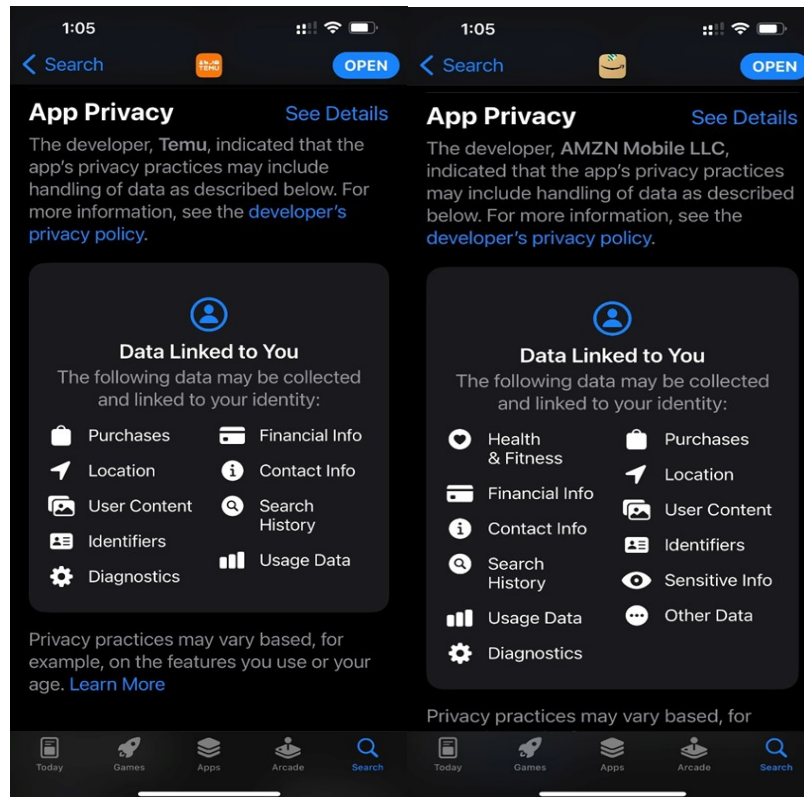 1:05
Search
TEMU
OPEN
App Privacy
See Details
The developer, Temu, indicated that the
app's privacy practices may include
handling of data as described below. For
more information, see the developer's
privacy policy.
Data Linked to You
The following data may be collected
and linked to your identity:
Purchases
Financial Info
Location
Contact Info
User Content
Search
History
Identifiers
Usage Data
Diagnostics
Privacy practices may vary based, for
example, on the features you use or your
age. Learn More
Today
Games
Apps
Arcade
Search
1:05
Search
OPEN
App Privacy
See Details
The developer, AMZN Mobile LLC,
indicated that the app's privacy practices
may include handling of data as described
below. For more information, see the
developer's privacy policy.
Data Linked to You
The following data may be collected
and linked to your identity:
Health
& Fitness
Purchases
Financial Info
Location
Contact Info
User Content
Search
History
Identifiers
Usage Data
Sensitive Info
Diagnostics
Other Data
Privacy practices may vary based, for
Today
Games
Apps
Arcade
Search